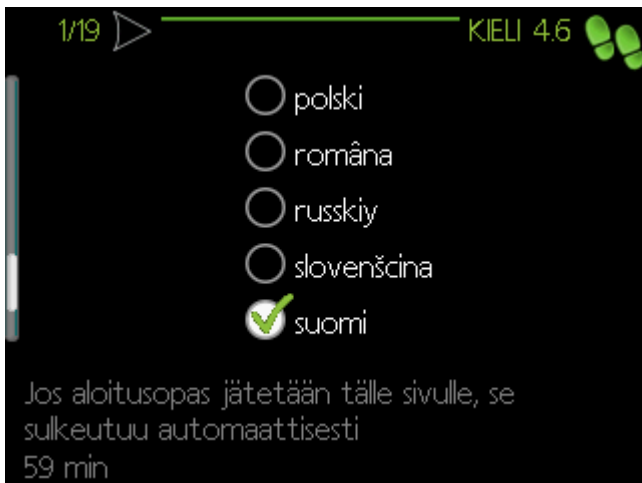 1/19 KIELI 4.6
polski
româna
russkiy
slovenšcina
suomi
Jos aloitusopas jätetään tälle sivulle, se
sulkeutuu automaattisesti
59 min